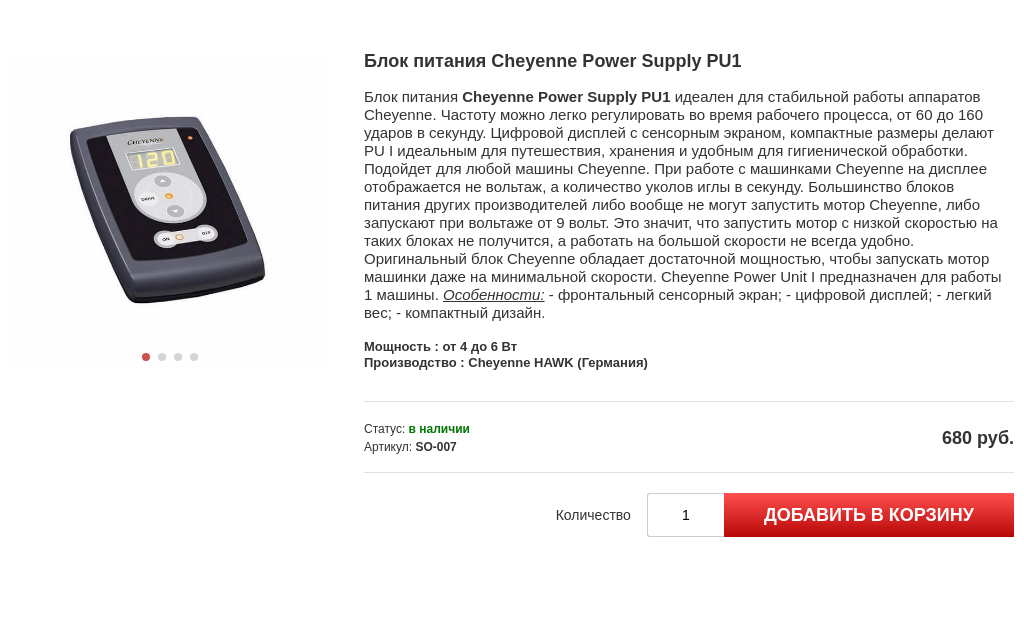 Блок питания Cheyenne Power Supply PU1
Блок питания Cheyenne Power Supply PU1 идеален для стабильной работы аппаратов
Cheyenne. Частоту можно легко регулировать во время рабочего процесса, от 60 до 160
ударов в секунду. Цифровой дисплей с сенсорным экраном, компактные размеры делают
PU I идеальным для путешествия, хранения и удобным для гигиенической обработки.
Подойдет для любой машины Cheyenne. При работе с машинками Cheyenne на дисплее
отображается не вольтаж, а количество уколов иглы в секунду. Большинство блоков
питания других производителей либо вообще не могут запустить мотор Cheyenne, либо
запускают при вольтаже от 9 вольт. Это значит, что запустить мотор с низкой скоростью на
таких блоках не получится, а работать на большой скорости не всегда удобно.
Оригинальный блок Cheyenne обладает достаточной мощностью, чтобы запускать мотор
машинки даже на минимальной скорости. Cheyenne Power Unit I предназначен для работы
1 машины. Особенности: - фронтальный сенсорный экран; - цифровой дисплей; - легкий
вес; - компактный дизайн.
Мощность : от 4 до 6 Вт
Производство : Cheyenne HAWK (Германия)
Статус: в наличии
Артикул: SO-007
680 руб.
Количество 1 ДОБАВИТЬ В КОРЗИНУ
CHEYENNE
120
DRIVE
ON OFF